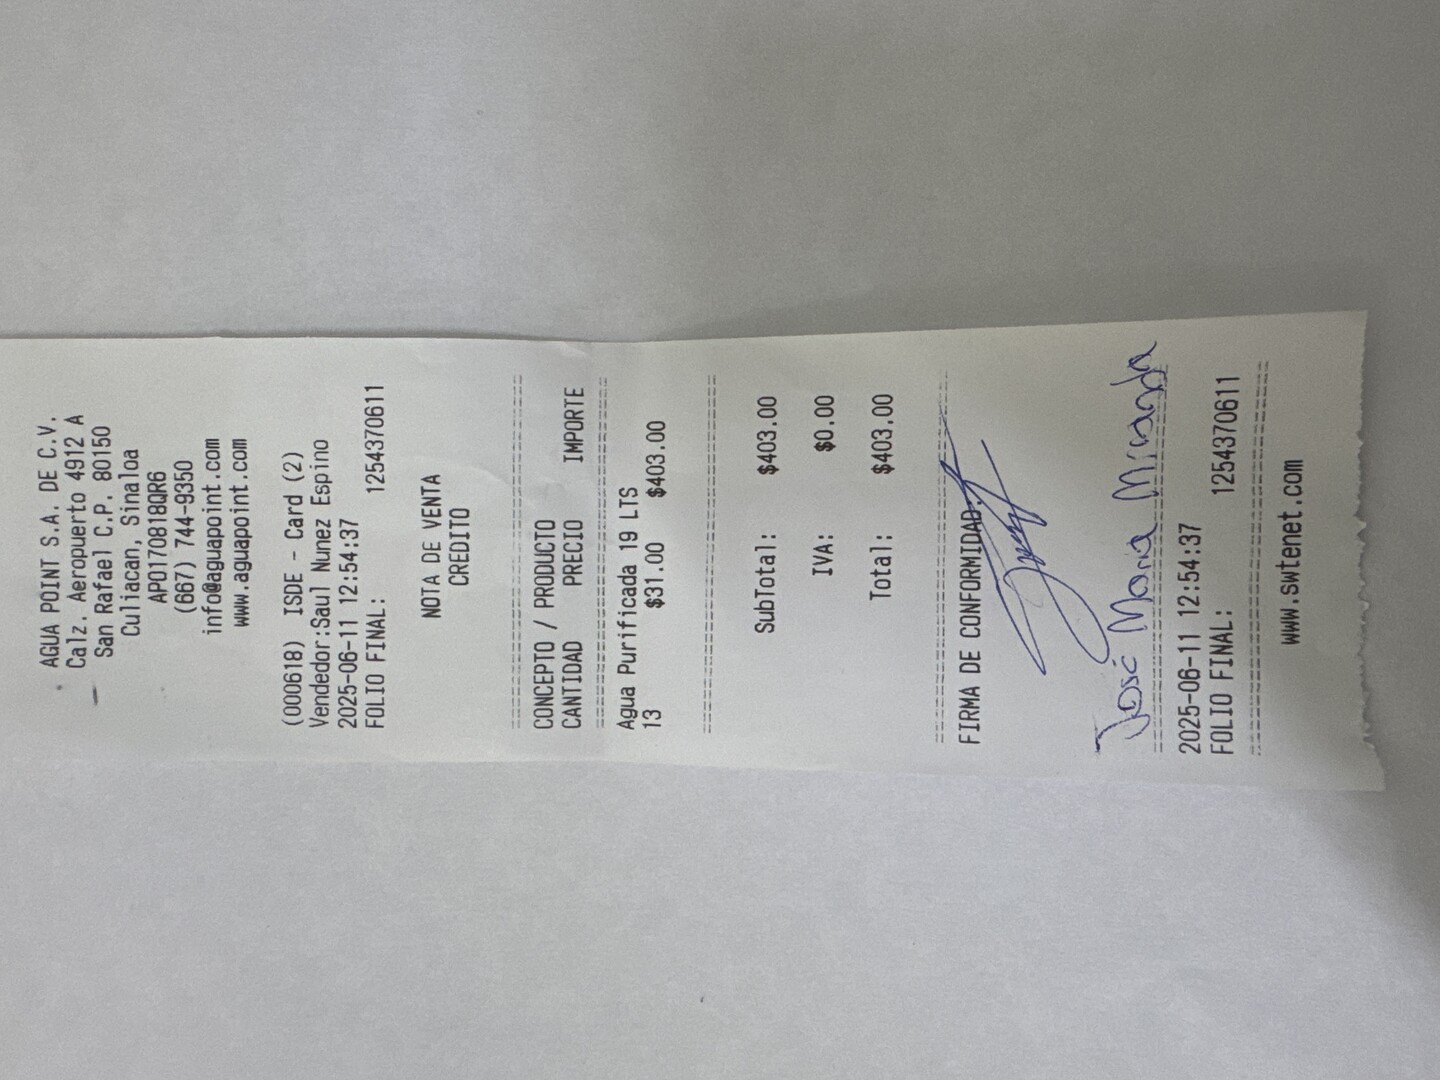 AGUA POINT S.A. DE C.V.
Calz. Aeropuerto 4912 A
San Rafael C.P. 80150
Culiacan, Sinaloa
APO170818QR6
(667) 744-9350
info@aguapoint.com
www.aguapoint.com
(000618) ISDE - Card (2)
Vendedor:Saul Nunez Espino
2025-06-11 12:54:37
FOLIO FINAL: 1254370611
NOTA DE VENTA
CREDITO
CONCEPTO / PRODUCTO
CANTIDAD PRECIO IMPORTE
Agua Purificada 19 LTS
13 $31.00 $403.00
SubTotal: $403.00
IVA: $0.00
Total: $403.00
FIRMA DE CONFORMIDAD:
José Maria Miranda
2025-06-11 12:54:37
FOLIO FINAL: 1254370611
www.swtenet.com